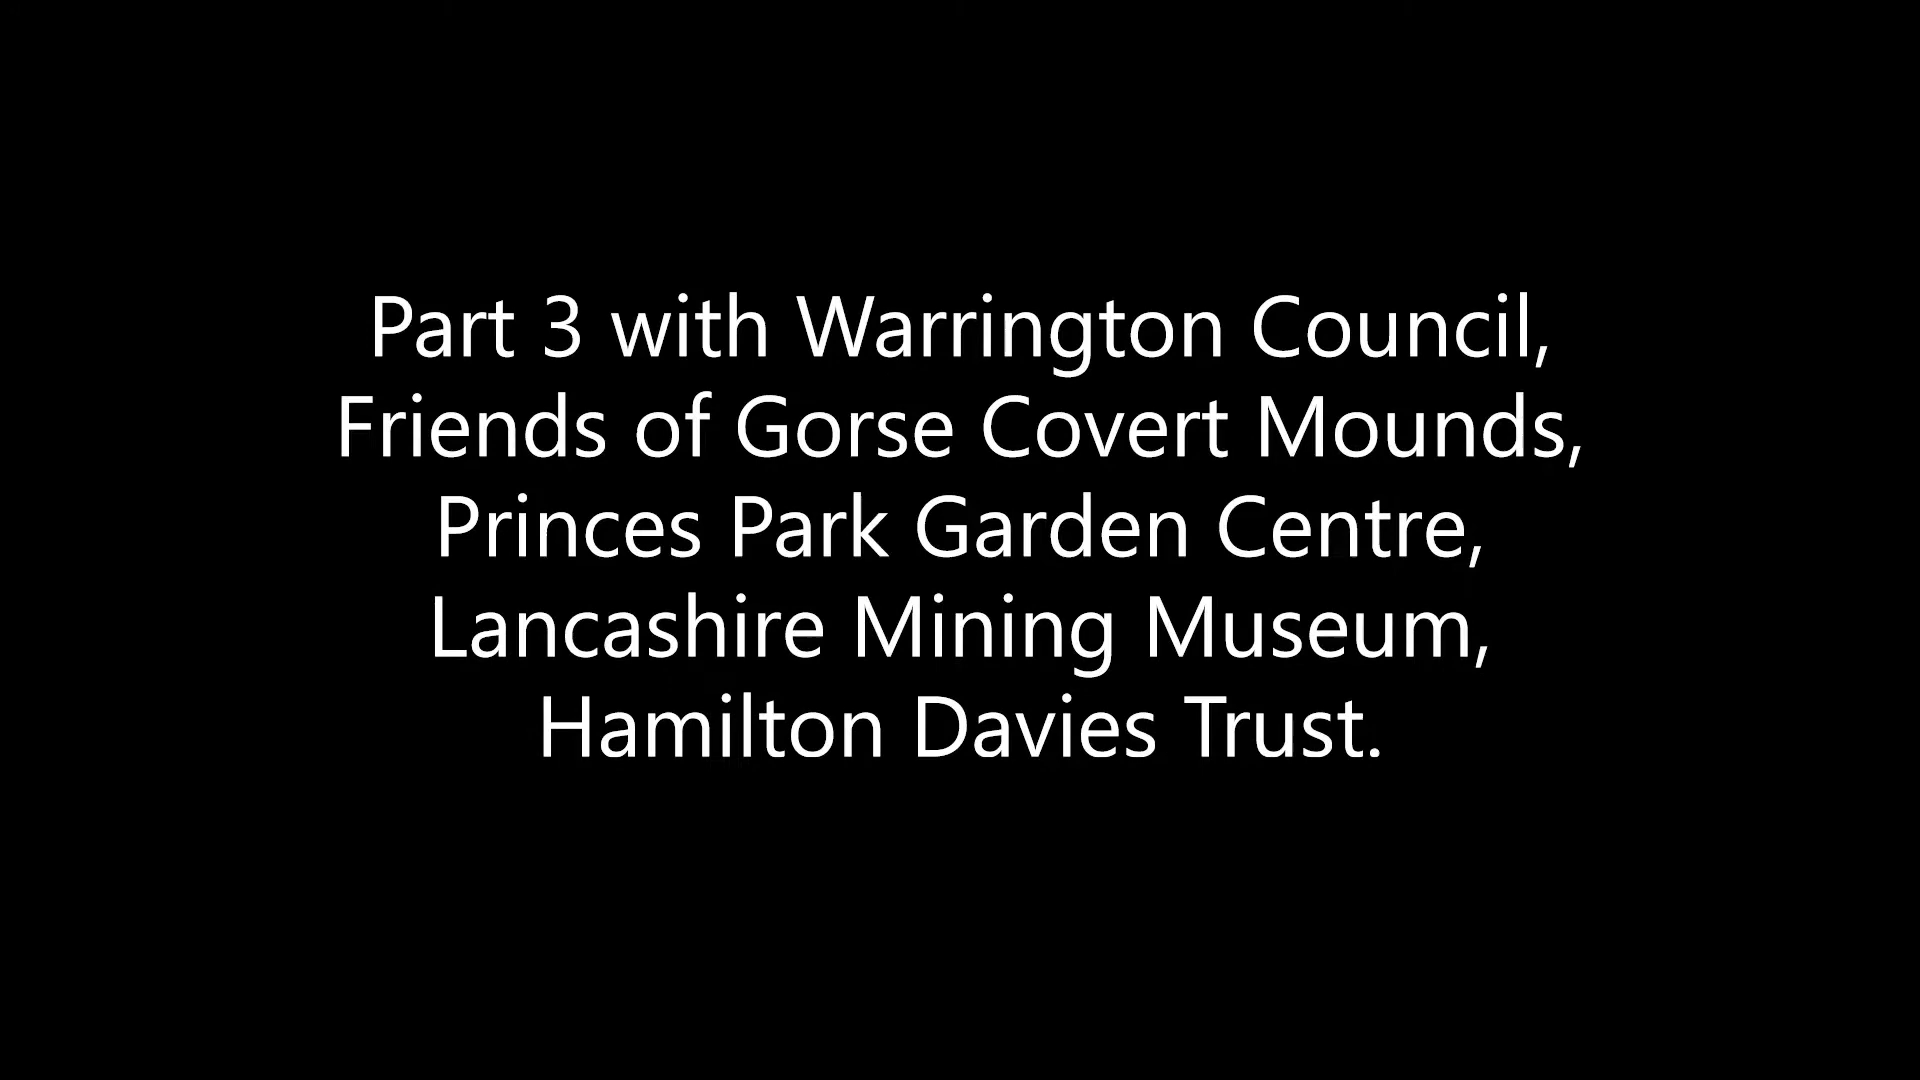 Part 3 with Warrington Council,
Friends of Gorse Covert Mounds,
Princes Park Garden Centre,
Lancashire Mining Museum,
Hamilton Davies Trust.